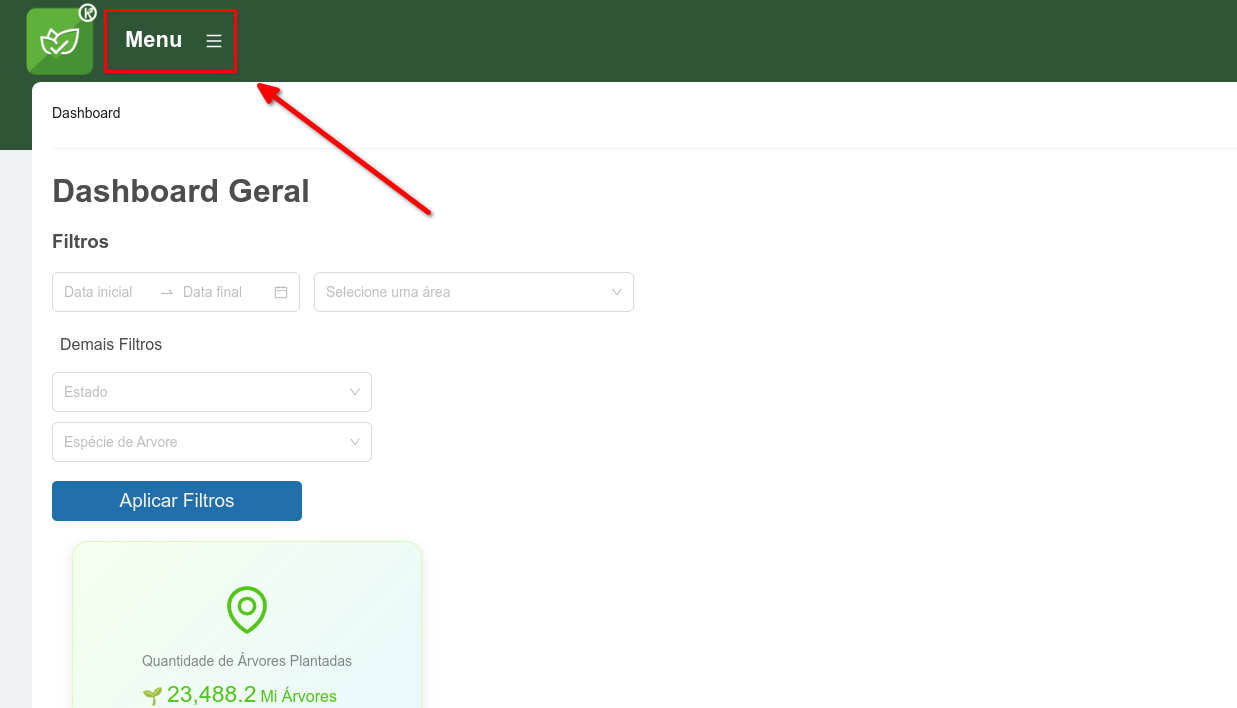 K
Menu
Dashboard
Dashboard Geral
Filtros
Data inicial → Data final Selecione uma área
Demais Filtros
Estado
Espécie de Arvore
Aplicar Filtros
Quantidade de Árvores Plantadas
23,488.2 Mi Árvores